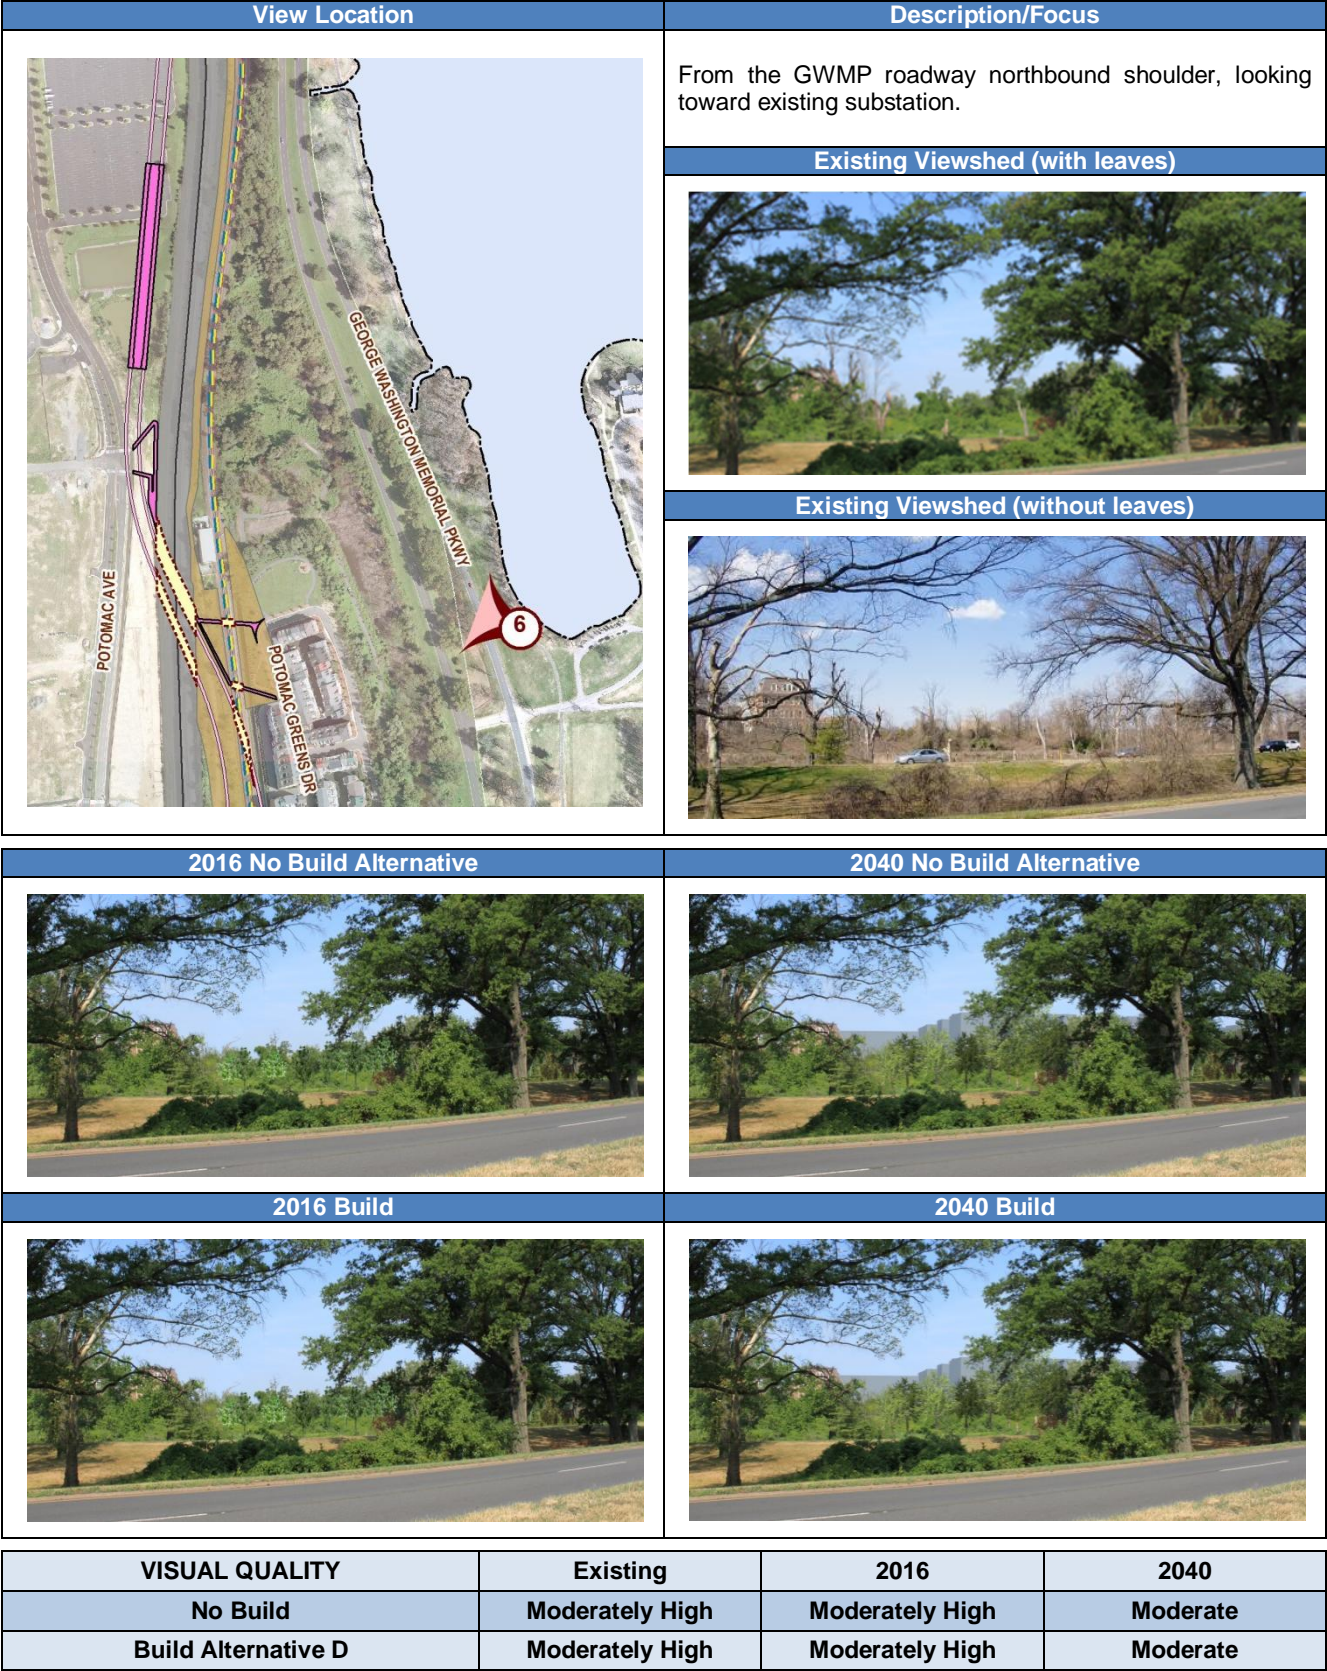 View Location
Description/Focus
GEORGE WASHINGTON MEMORIAL PKWY
POTOMAC AVE
POTOMAC GREENS DR
6
From the GWMP roadway northbound shoulder, looking
toward existing substation.
Existing Viewshed (with leaves)
Existing Viewshed (without leaves)
2016 No Build Alternative
2040 No Build Alternative
2016 Build
2040 Build
VISUAL QUALITY Existing 2016 2040
No Build Moderately High Moderately High Moderate
Build Alternative D Moderately High Moderately High Moderate